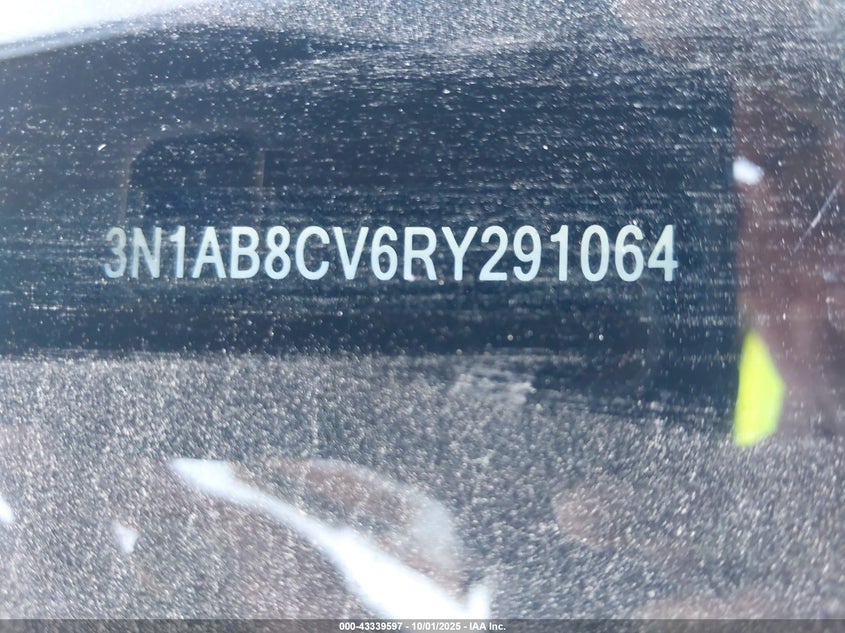 3N1AB8CV6RY291064
000-43339597 - 10/01/2025 - IAA Inc.